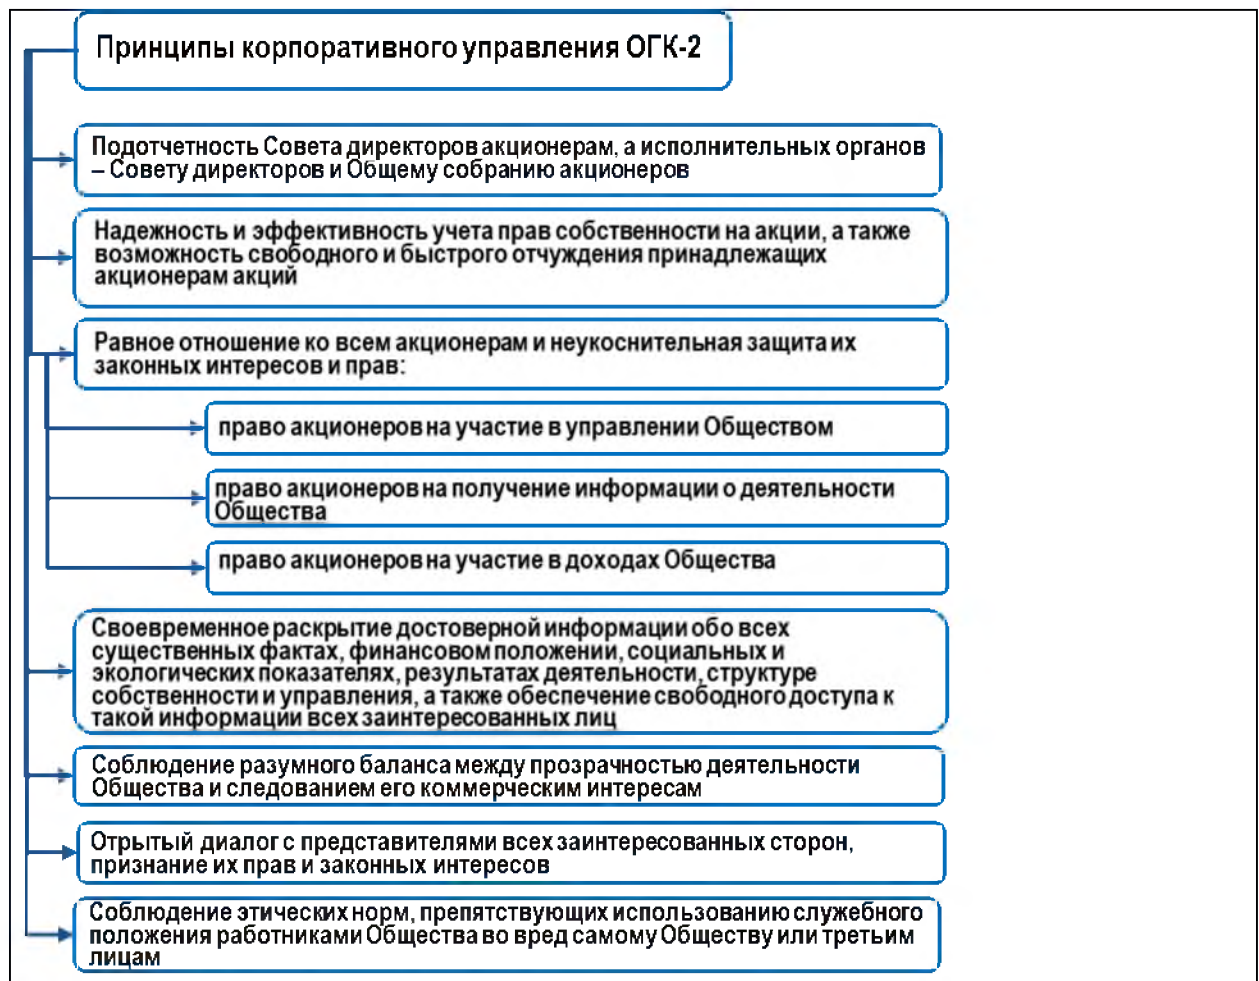 Принципы корпоративного управления ОГК-2
Подотчетность Совета директоров акционерам, а исполнительных органов
– Совету директоров и Общему собранию акционеров
Надежность и эффективность учета прав собственности на акции, а также
возможность свободного и быстрого отчуждения принадлежащих
акционерам акций
Равное отношение ко всем акционерам и неукоснительная защита их
законных интересов и прав:
право акционеров на участие в управлении Обществом
право акционеров на получение информации о деятельности
Общества
право акционеров на участие в доходах Общества
Своевременное раскрытие достоверной информации обо всех
существенных фактах, финансовом положении, социальных и
экологических показателях, результатах деятельности, структуре
собственности и управления, а также обеспечение свободного доступа к
такой информации всех заинтересованных лиц
Соблюдение разумного баланса между прозрачностью деятельности
Общества и следованием его коммерческим интересам
Отрытый диалог с представителями всех заинтересованных сторон,
признание их прав и законных интересов
Соблюдение этических норм, препятствующих использованию служебного
положения работниками Общества во вред самому Обществу или третьим
лицам